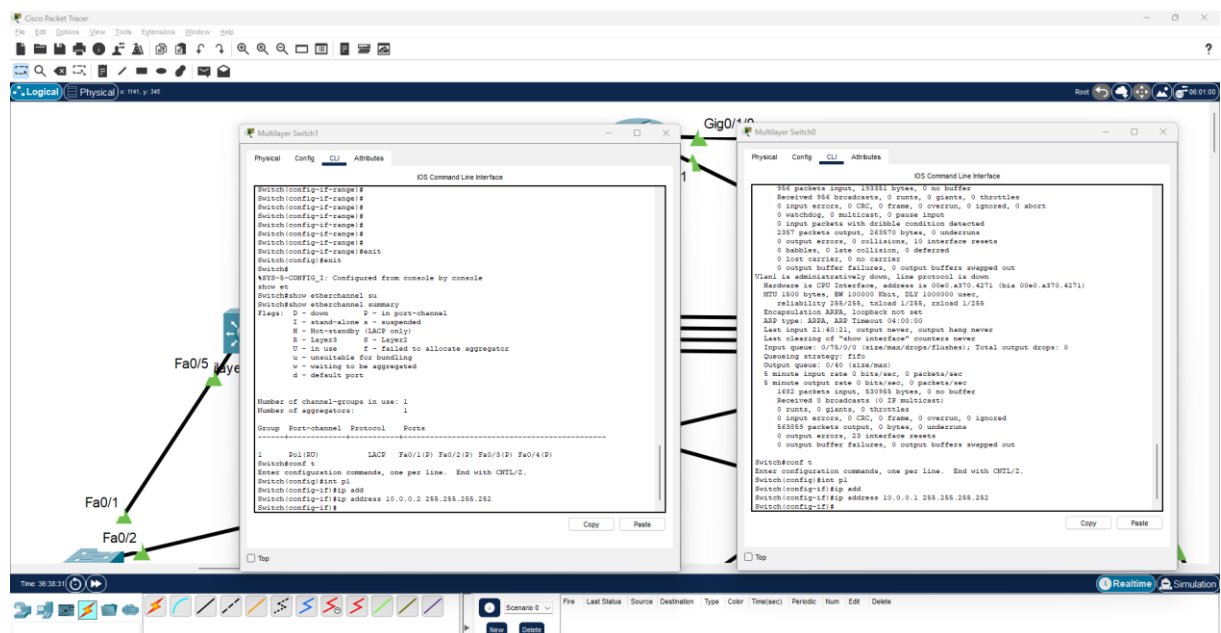 Cisco Packet Tracer
File Edit Options View Tools Extensions Window Help
?
Logical Physical x: 1141, y: 345
Root 06:01:00
Gig0/1/0
1
Fa0/5
Fa0/1
Fa0/2
Multilayer Switch1
Physical Config CLI Attributes
IOS Command Line Interface
Switch(config-if-range)#
Switch(config-if-range)#
Switch(config-if-range)#
Switch(config-if-range)#
Switch(config-if-range)#
Switch(config-if-range)#
Switch(config-if-range)#exit
Switch(config)#exit
Switch#
%SYS-5-CONFIG_I: Configured from console by console
show et
Switch#show etherchannel su
Switch#show etherchannel summary
Flags: D - down P - in port-channel
I - stand-alone s - suspended
H - Hot-standby (LACP only)
R - Layer3 S - Layer2
U - in use f - failed to allocate aggregator
u - unsuitable for bundling
w - waiting to be aggregated
d - default port
Number of channel-groups in use: 1
Number of aggregators: 1
Group Port-channel Protocol Ports
------+-------------+-----------+----------------------------------------------
1 Po1(RU) LACP Fa0/1(P) Fa0/2(P) Fa0/3(P) Fa0/4(P)
Switch#conf t
Enter configuration commands, one per line. End with CNTL/Z.
Switch(config)#int p1
Switch(config-if)#ip add
Switch(config-if)#ip address 10.0.0.2 255.255.255.252
Switch(config-if)#
Copy Paste
Top
Multilayer Switch0
Physical Config CLI Attributes
IOS Command Line Interface
956 packets input, 193351 bytes, 0 no buffer
Received 956 broadcasts, 0 runts, 0 giants, 0 throttles
0 input errors, 0 CRC, 0 frame, 0 overrun, 0 ignored, 0 abort
0 watchdog, 0 multicast, 0 pause input
0 input packets with dribble condition detected
2357 packets output, 263570 bytes, 0 underruns
0 output errors, 0 collisions, 10 interface resets
0 babbles, 0 late collision, 0 deferred
0 lost carrier, 0 no carrier
0 output buffer failures, 0 output buffers swapped out
Vlan1 is administratively down, line protocol is down
Hardware is CPU Interface, address is 00e0.a370.4271 (bia 00e0.a370.4271)
MTU 1500 bytes, BW 100000 Kbit, DLY 1000000 usec,
reliability 255/255, txload 1/255, rxload 1/255
Encapsulation ARPA, loopback not set
ARP type: ARPA, ARP Timeout 04:00:00
Last input 21:40:21, output never, output hang never
Last clearing of "show interface" counters never
Input queue: 0/75/0/0 (size/max/drops/flushes); Total output drops: 0
Queueing strategy: fifo
Output queue: 0/40 (size/max)
5 minute input rate 0 bits/sec, 0 packets/sec
5 minute output rate 0 bits/sec, 0 packets/sec
1682 packets input, 530955 bytes, 0 no buffer
Received 0 broadcasts (0 IP multicast)
0 runts, 0 giants, 0 throttles
0 input errors, 0 CRC, 0 frame, 0 overrun, 0 ignored
563859 packets output, 0 bytes, 0 underruns
0 output errors, 23 interface resets
0 output buffer failures, 0 output buffers swapped out
Switch#conf t
Enter configuration commands, one per line. End with CNTL/Z.
Switch(config)#int p1
Switch(config-if)#ip add
Switch(config-if)#ip address 10.0.0.1 255.255.255.252
Switch(config-if)#
Copy Paste
Top
Time: 36:38:31
Realtime Simulation
Scenario 0
New Delete
Fire Last Status Source Destination Type Color Time(sec) Periodic Num Edit Delete